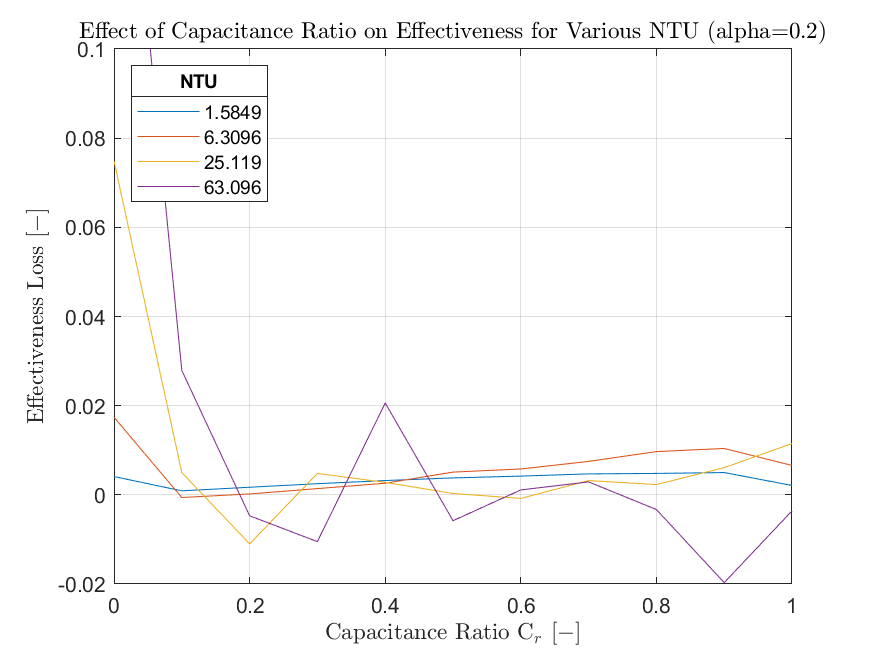 Effect of Capacitance Ratio on Effectiveness for Various NTU (alpha=0.2)
0.1
0.08
0.06
0.04
0.02
0
-0.02
Effectiveness Loss [−]
NTU
1.5849
6.3096
25.119
63.096
0 0.2 0.4 0.6 0.8 1
Capacitance Ratio Cᵣ [−]